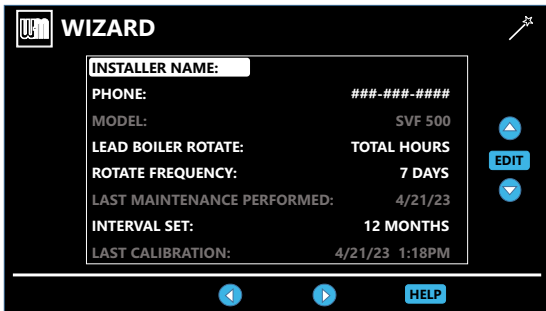 WM WIZARD
INSTALLER NAME:
PHONE: ###-###-####
MODEL: SVF 500
LEAD BOILER ROTATE: TOTAL HOURS
ROTATE FREQUENCY: 7 DAYS
LAST MAINTENANCE PERFORMED: 4/21/23
INTERVAL SET: 12 MONTHS
LAST CALIBRATION: 4/21/23 1:18PM
EDIT
HELP